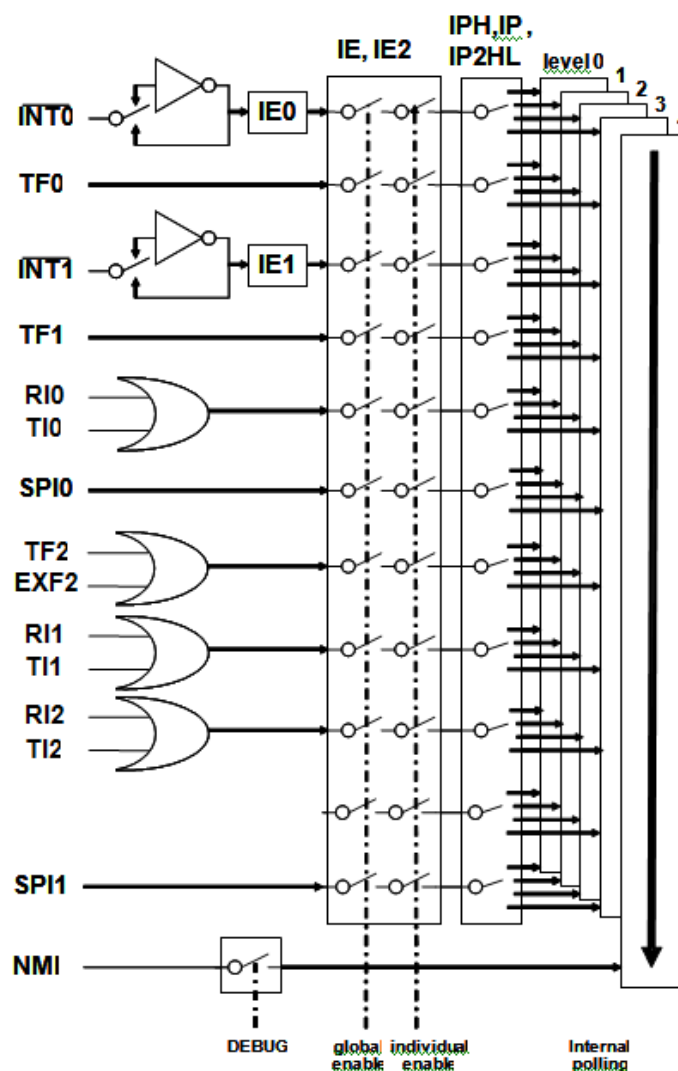 IPH,IP,
IE, IE2
IP2HL
level 0
1
2
3
INT0
IE0
TF0
INT1
IE1
TF1
RI0
TI0
SPI0
TF2
EXF2
RI1
TI1
RI2
TI2
SPI1
NMI
DEBUG
global enable
individual enable
Internal polling